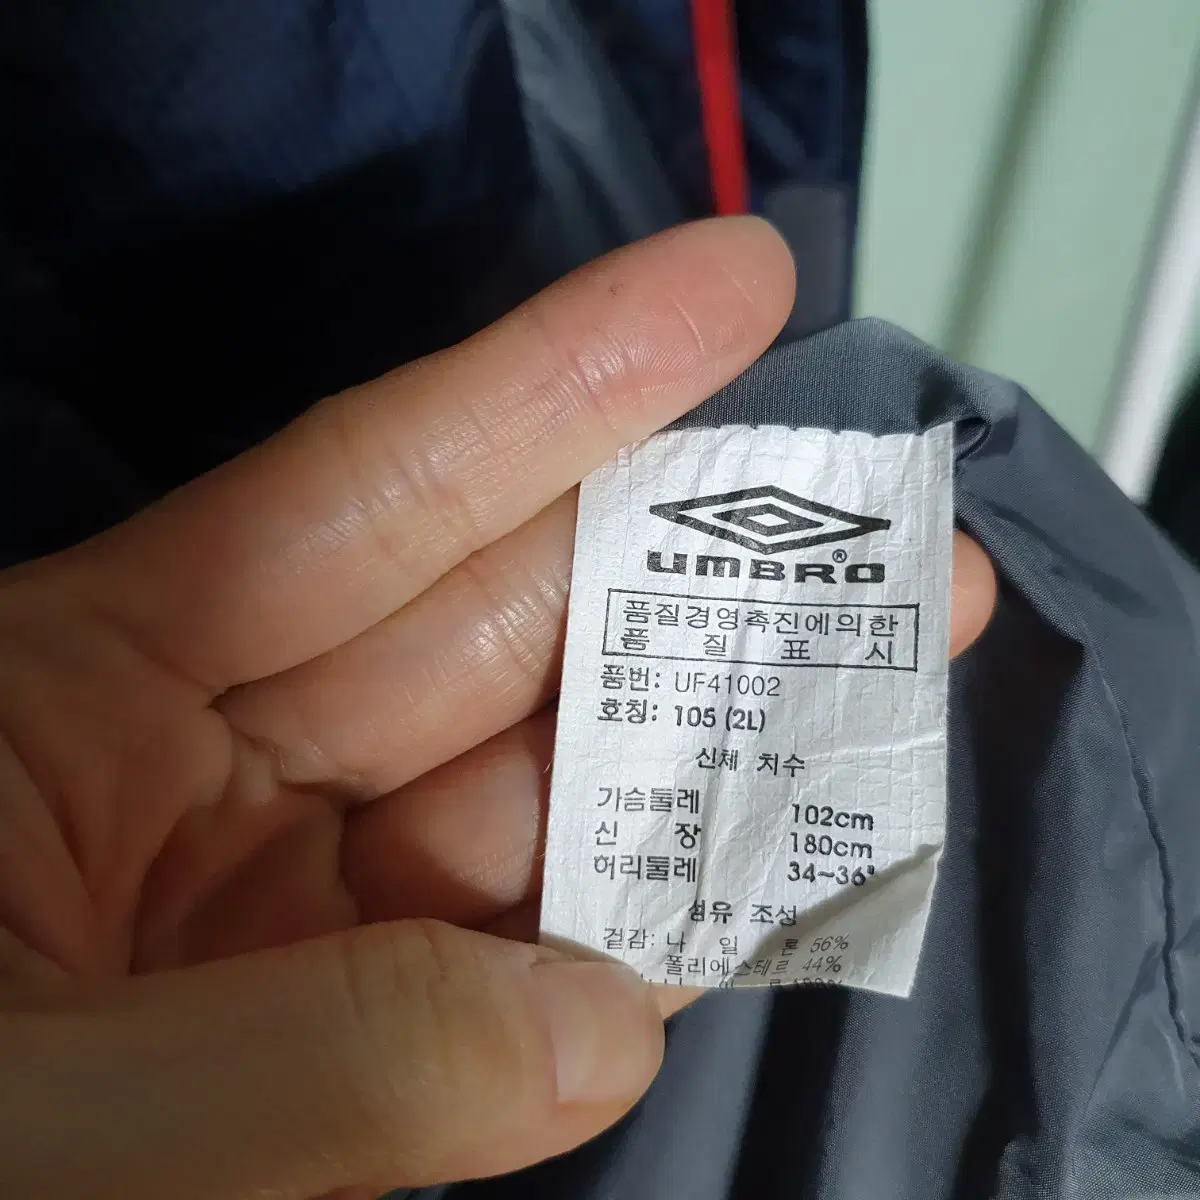 UMBRO®
품질경영촉진에의한
품 질 표 시
품번: UF41002
호칭: 105 (2L)
신체 치수
가슴둘레 102cm
신 장 180cm
허리둘레 34~36"
섬유 조성
겉감: 나 일 론 56%
폴리에스테르 44%